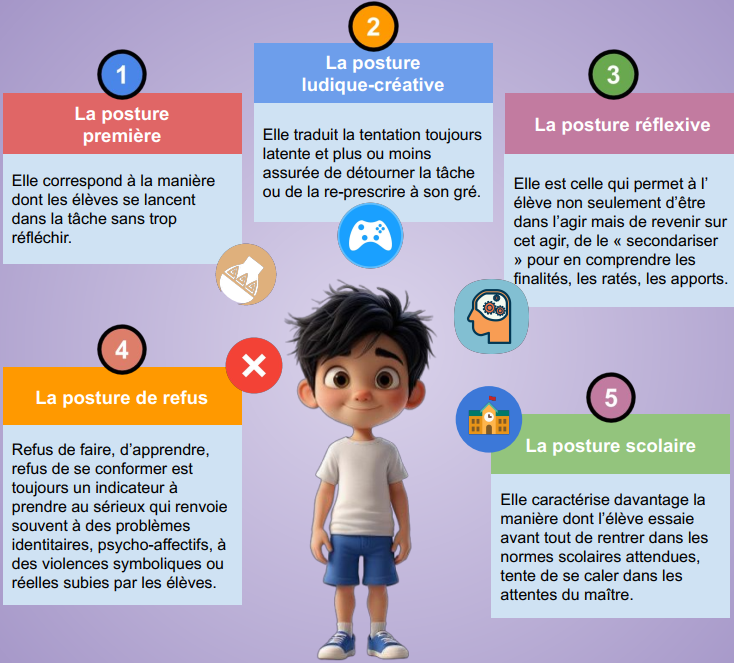 1
La posture
première
Elle correspond à la manière
dont les élèves se lancent
dans la tâche sans trop
réfléchir.
2
La posture
ludique-créative
Elle traduit la tentation toujours
latente et plus ou moins
assurée de détourner la tâche
ou de la re-prescrire à son gré.
3
La posture réflexive
Elle est celle qui permet à l’
élève non seulement d’être
dans l’agir mais de revenir sur
cet agir, de le « secondariser
» pour en comprendre les
finalités, les ratés, les apports.
4
La posture de refus
Refus de faire, d’apprendre,
refus de se conformer est
toujours un indicateur à
prendre au sérieux qui renvoie
souvent à des problèmes
identitaires, psycho-affectifs, à
des violences symboliques ou
réelles subies par les élèves.
5
La posture scolaire
Elle caractérise davantage la
manière dont l’élève essaie
avant tout de rentrer dans les
normes scolaires attendues,
tente de se caler dans les
attentes du maître.